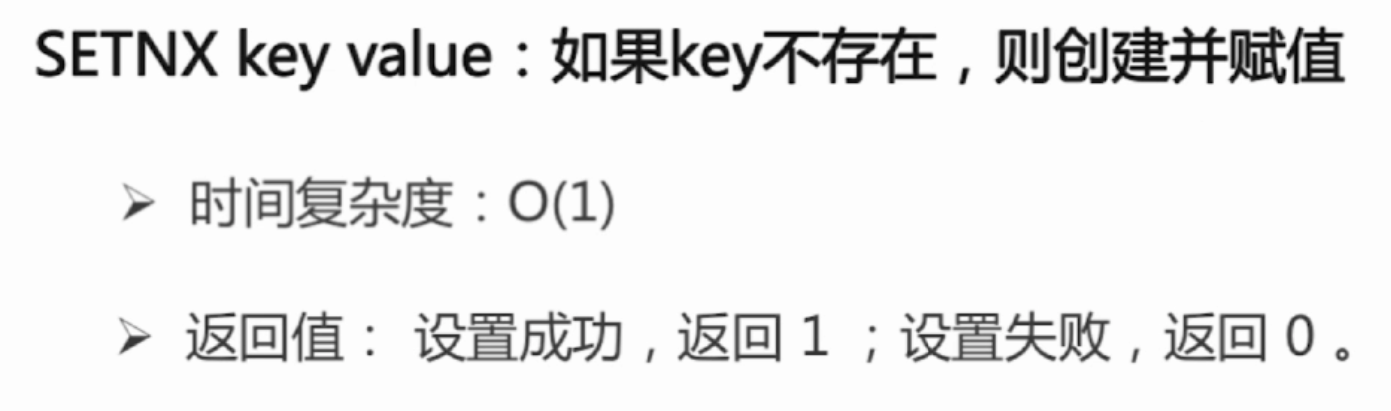 SETNX key value：如果key不存在，则创建并赋值
➢ 时间复杂度：O(1)
➢ 返回值： 设置成功，返回 1 ；设置失败，返回 0 。